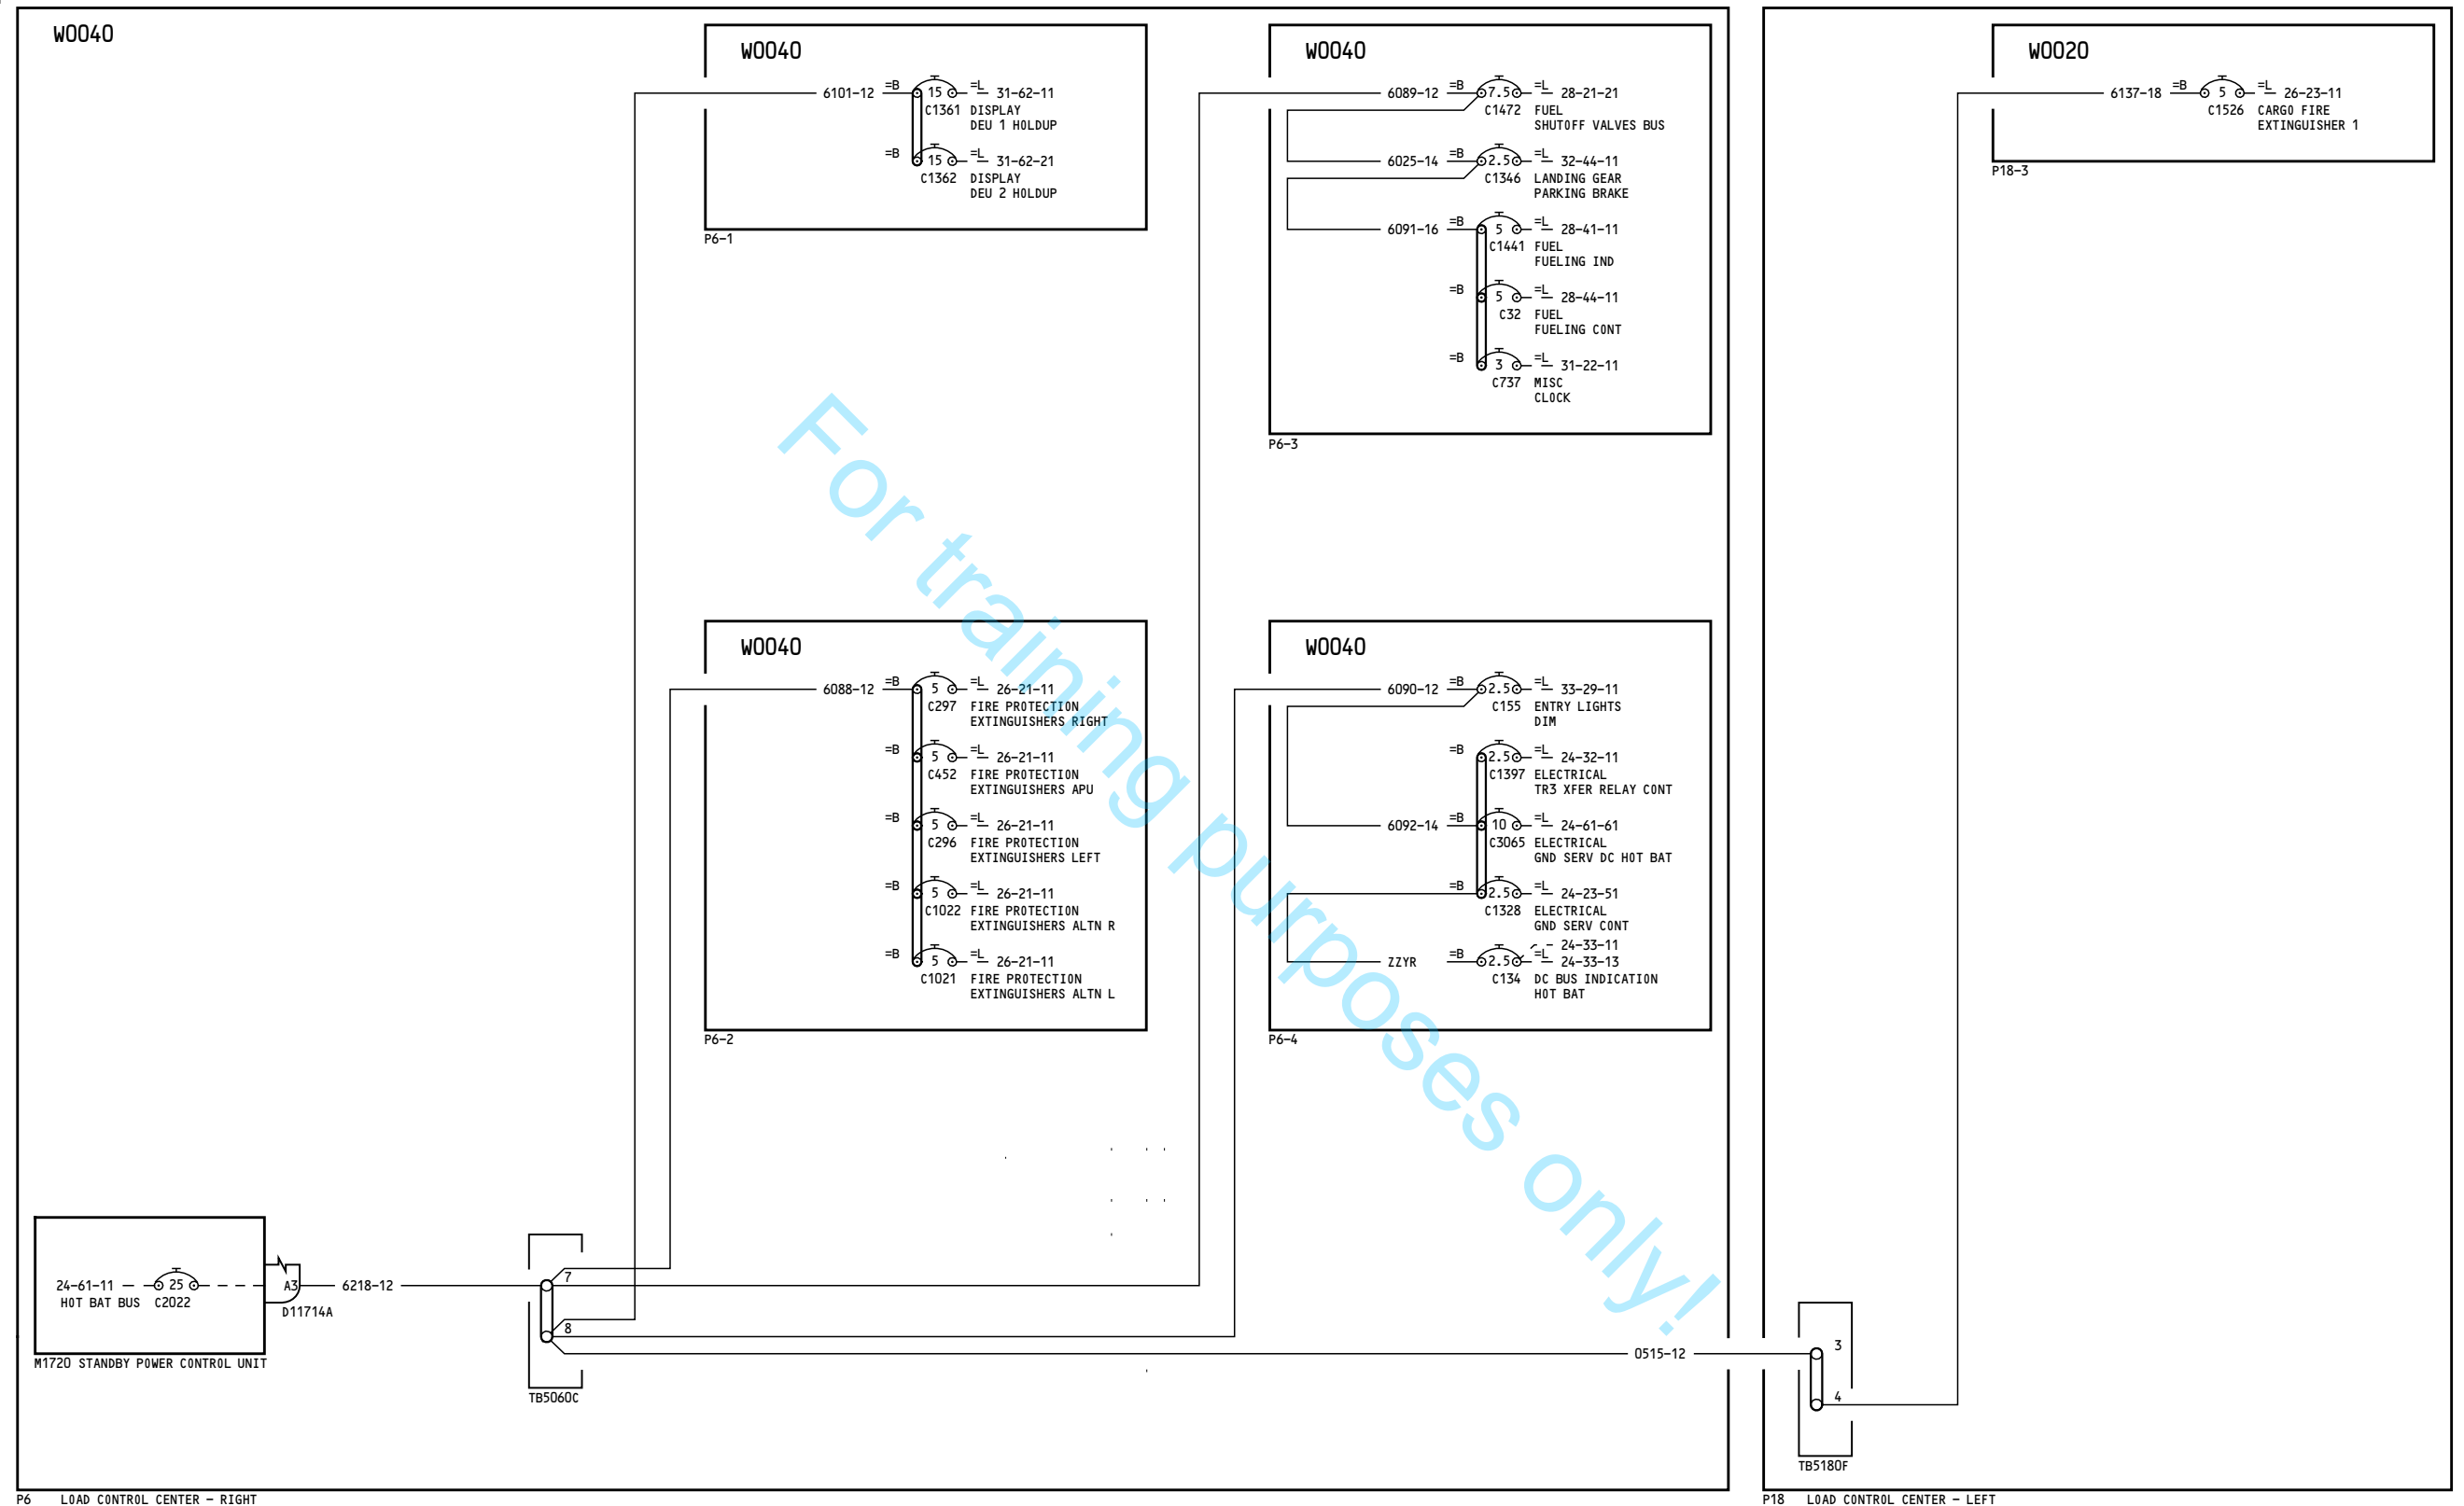 W0040
W0040
6101-12 =B 15 =L 31-62-11
C1361 DISPLAY
DEU 1 HOLDUP
=B 15 =L 31-62-21
C1362 DISPLAY
DEU 2 HOLDUP
P6-1
W0040
6089-12 =B 7.5 =L 28-21-21
C1472 FUEL
SHUTOFF VALVES BUS
6025-14 =B 2.5 =L 32-44-11
C1346 LANDING GEAR
PARKING BRAKE
6091-16 =B 5 =L 28-41-11
C1441 FUEL
FUELING IND
=B 5 =L 28-44-11
C32 FUEL
FUELING CONT
=B 3 =L 31-22-11
C737 MISC
CLOCK
P6-3
W0020
6137-18 =B 5 =L 26-23-11
C1526 CARGO FIRE
EXTINGUISHER 1
P18-3
W0040
6088-12 =B 5 =L 26-21-11
C297 FIRE PROTECTION
EXTINGUISHERS RIGHT
=B 5 =L 26-21-11
C452 FIRE PROTECTION
EXTINGUISHERS APU
=B 5 =L 26-21-11
C296 FIRE PROTECTION
EXTINGUISHERS LEFT
=B 5 =L 26-21-11
C1022 FIRE PROTECTION
EXTINGUISHERS ALTN R
=B 5 =L 26-21-11
C1021 FIRE PROTECTION
EXTINGUISHERS ALTN L
P6-2
W0040
6090-12 =B 2.5 =L 33-29-11
C155 ENTRY LIGHTS
DIM
=B 2.5 =L 24-32-11
C1397 ELECTRICAL
TR3 XFER RELAY CONT
6092-14 =B 10 =L 24-61-61
C3065 ELECTRICAL
GND SERV DC HOT BAT
=B 2.5 =L 24-23-51
C1328 ELECTRICAL
GND SERV CONT
24-33-11
ZZYR =B 2.5 =L 24-33-13
C134 DC BUS INDICATION
HOT BAT
P6-4
For training purposes only!
24-61-11 25 A3 6218-12
HOT BAT BUS C2022
D11714A
M1720 STANDBY POWER CONTROL UNIT
7
8
TB5060C
0515-12
3
4
TB5180F
P6 LOAD CONTROL CENTER - RIGHT
P18 LOAD CONTROL CENTER - LEFT